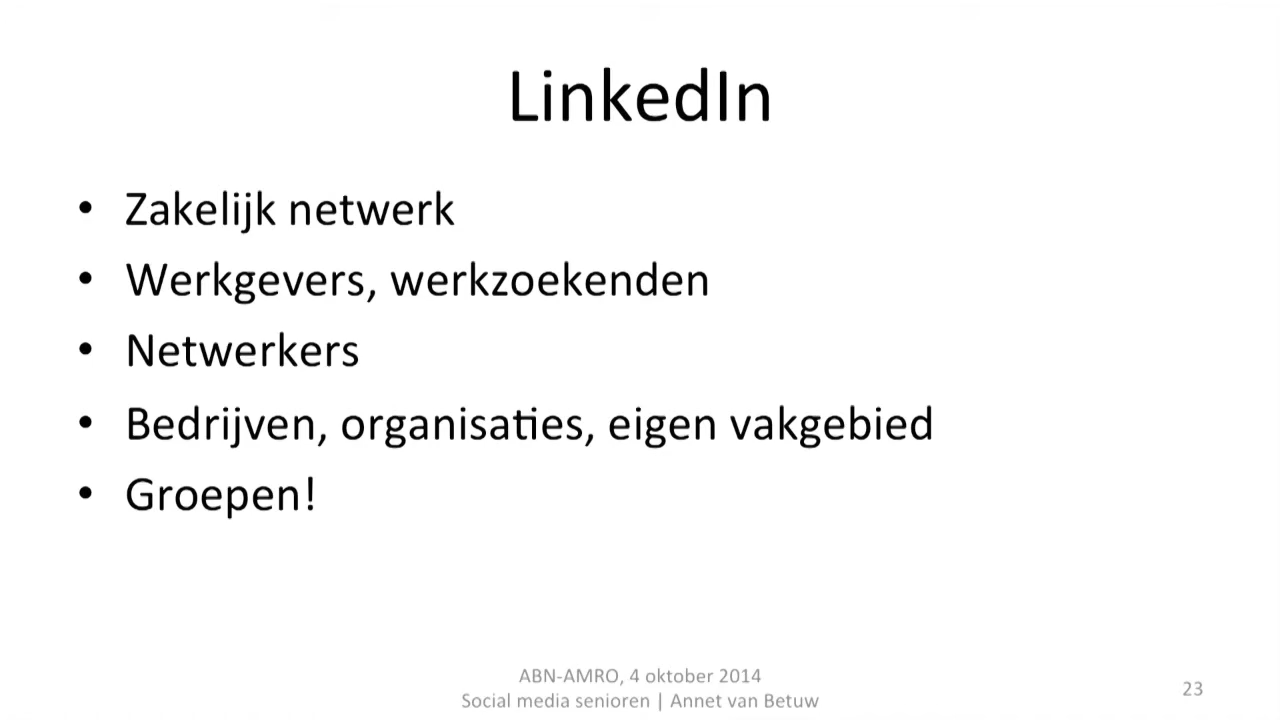 LinkedIn
• Zakelijk netwerk
• Werkgevers, werkzoekenden
• Netwerkers
• Bedrijven, organisaties, eigen vakgebied
• Groepen!
ABN-AMRO, 4 oktober 2014
Social media senioren | Annet van Betuw
23